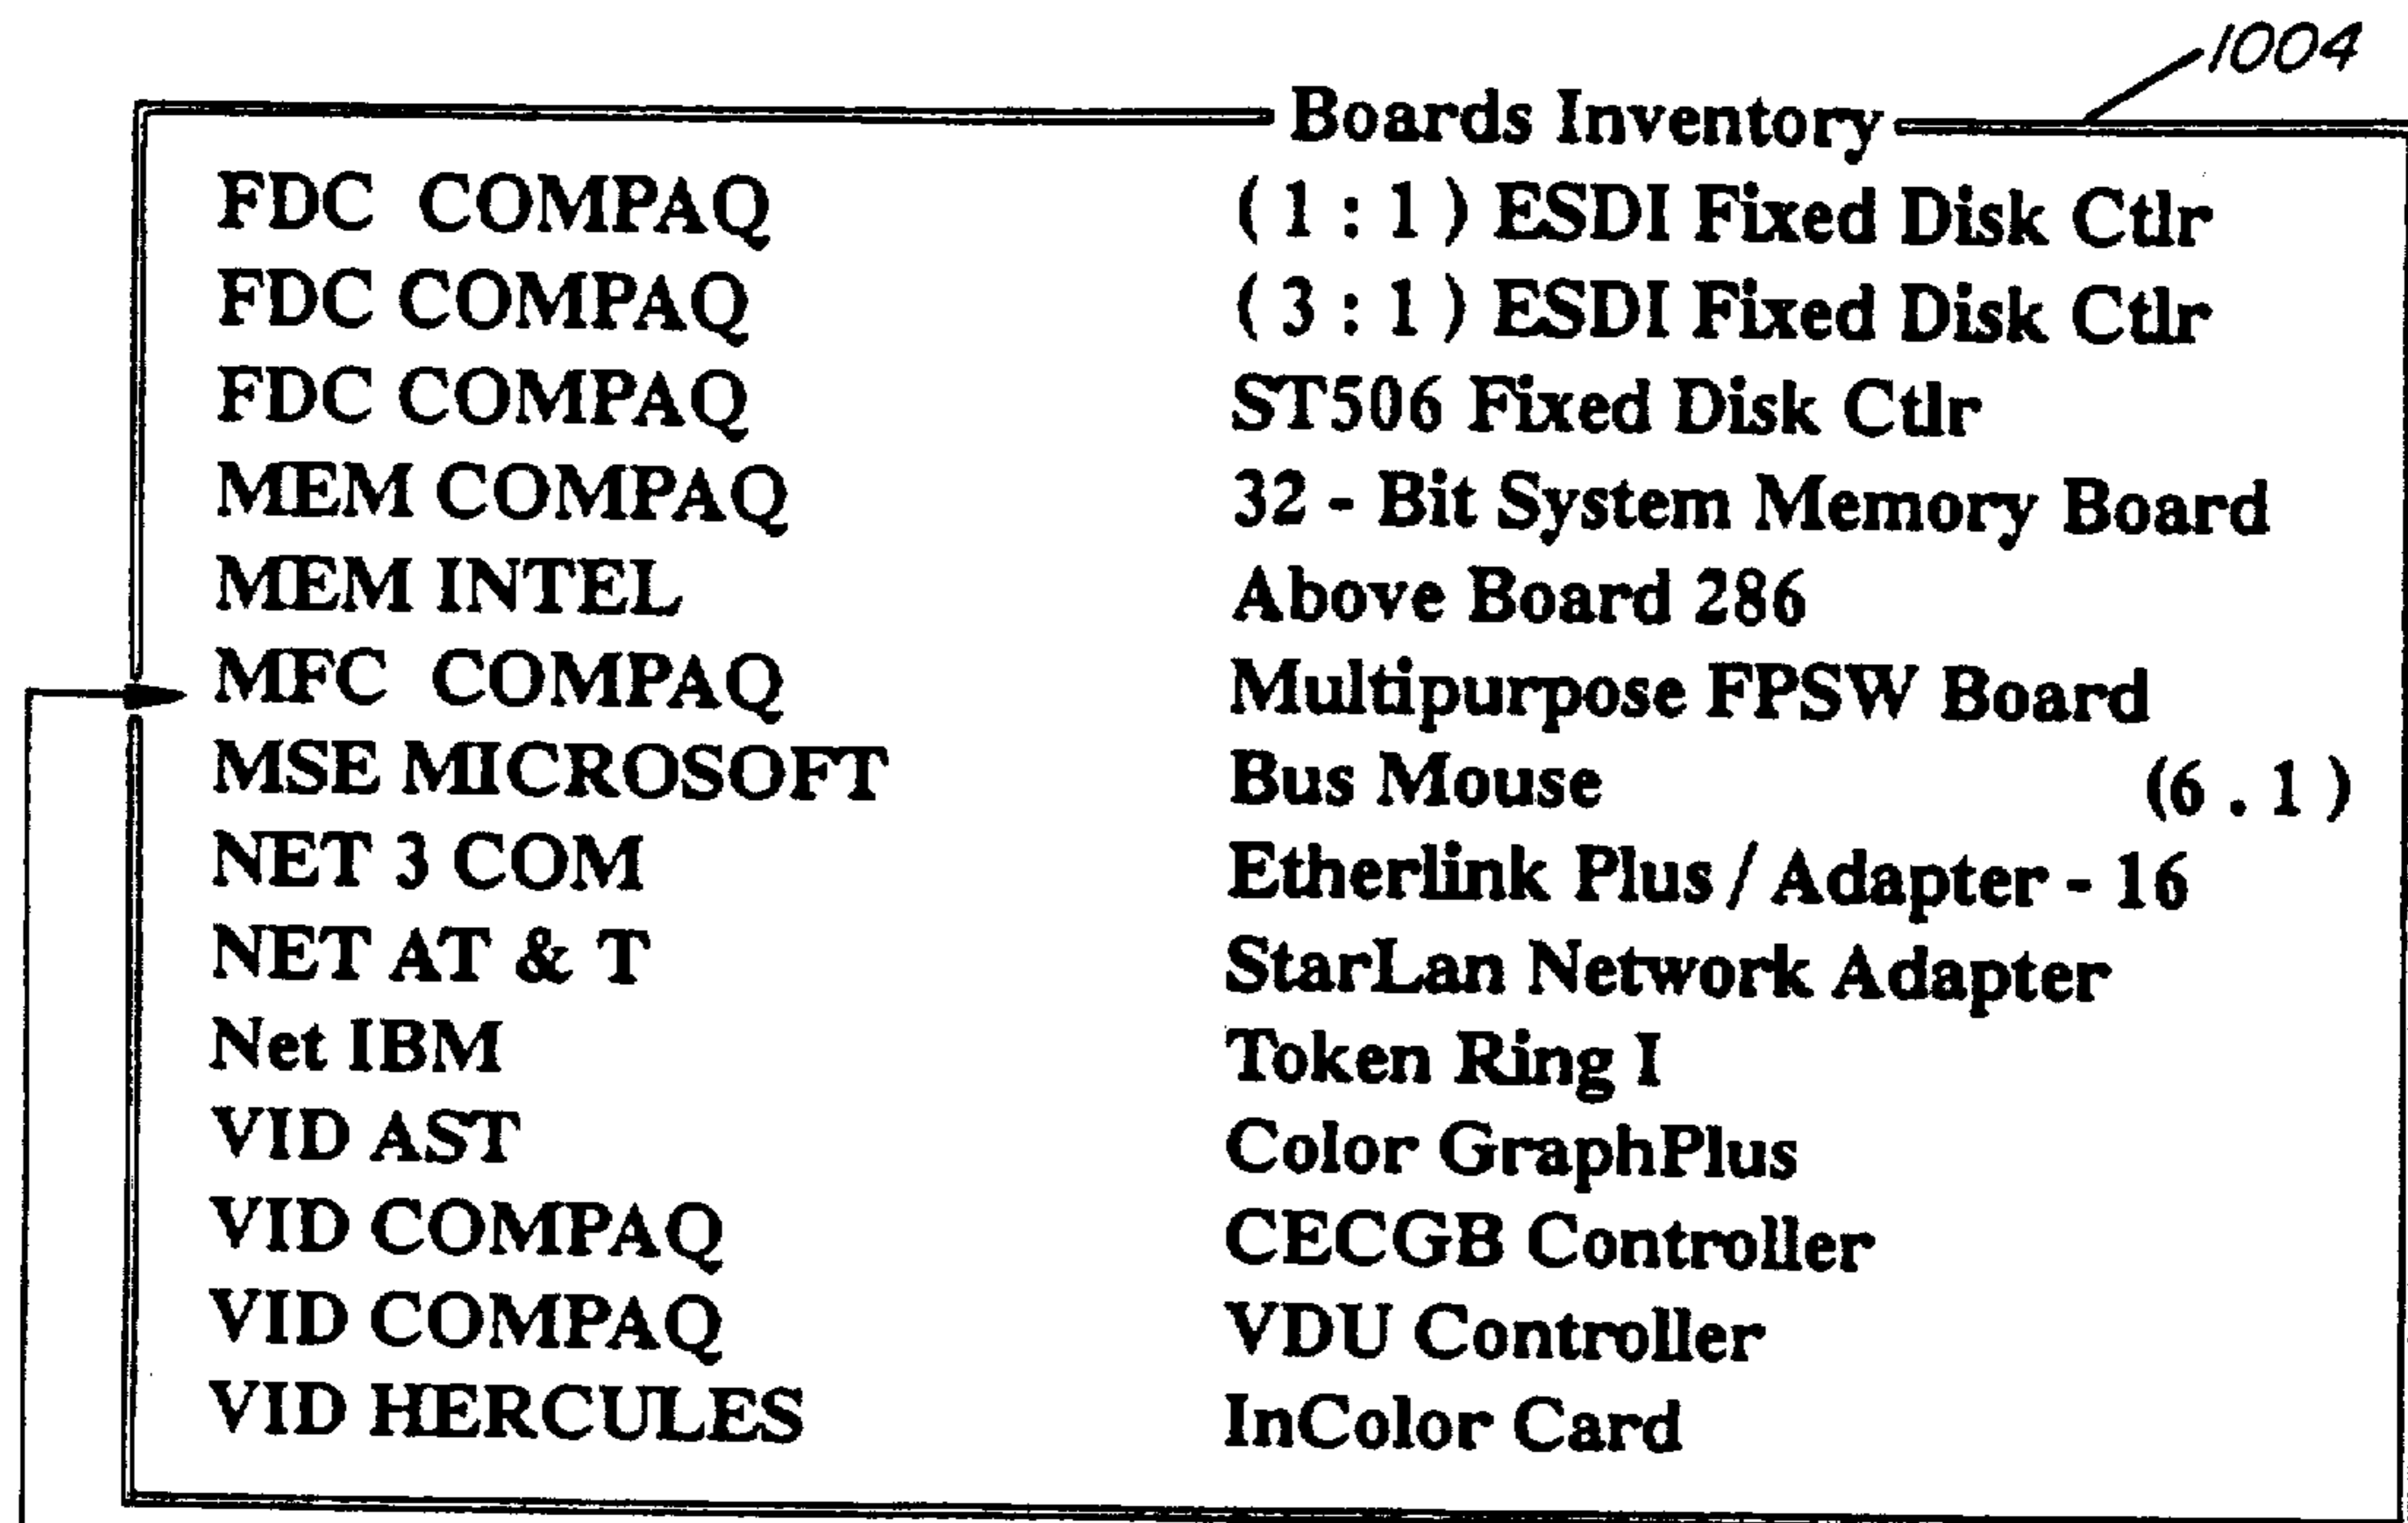 1004
Boards Inventory
FDC COMPAQ ( 1 : 1 ) ESDI Fixed Disk Ctlr
FDC COMPAQ ( 3 : 1 ) ESDI Fixed Disk Ctlr
FDC COMPAQ ST506 Fixed Disk Ctlr
MEM COMPAQ 32 - Bit System Memory Board
MEM INTEL Above Board 286
MFC COMPAQ Multipurpose FPSW Board
MSE MICROSOFT Bus Mouse (6 . 1 )
NET 3 COM Etherlink Plus / Adapter - 16
NET AT & T StarLan Network Adapter
Net IBM Token Ring I
VID AST Color GraphPlus
VID COMPAQ CECGB Controller
VID COMPAQ VDU Controller
VID HERCULES InColor Card